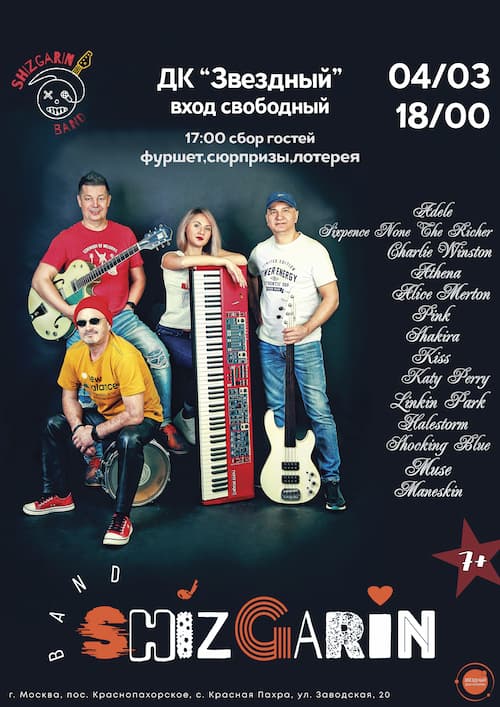 SHIZGARIN
BAND
ДК “Звездный”
вход свободный
17:00 сбор гостей
фуршет,сюрпризы,лотерея
04/03
18/00
Adele
Sixpence None The Richer
Charlie Winston
Athena
Alice Merton
Pink
Shakira
Kiss
Katy Perry
Linkin Park
Halestorm
Shocking Blue
Muse
Maneskin
7+
BAND
SHIZGARIN
г. Москва, пос. Краснопахорское, с. Красная Пахра, ул. Заводская, 20
ЗВЁЗДНЫЙ